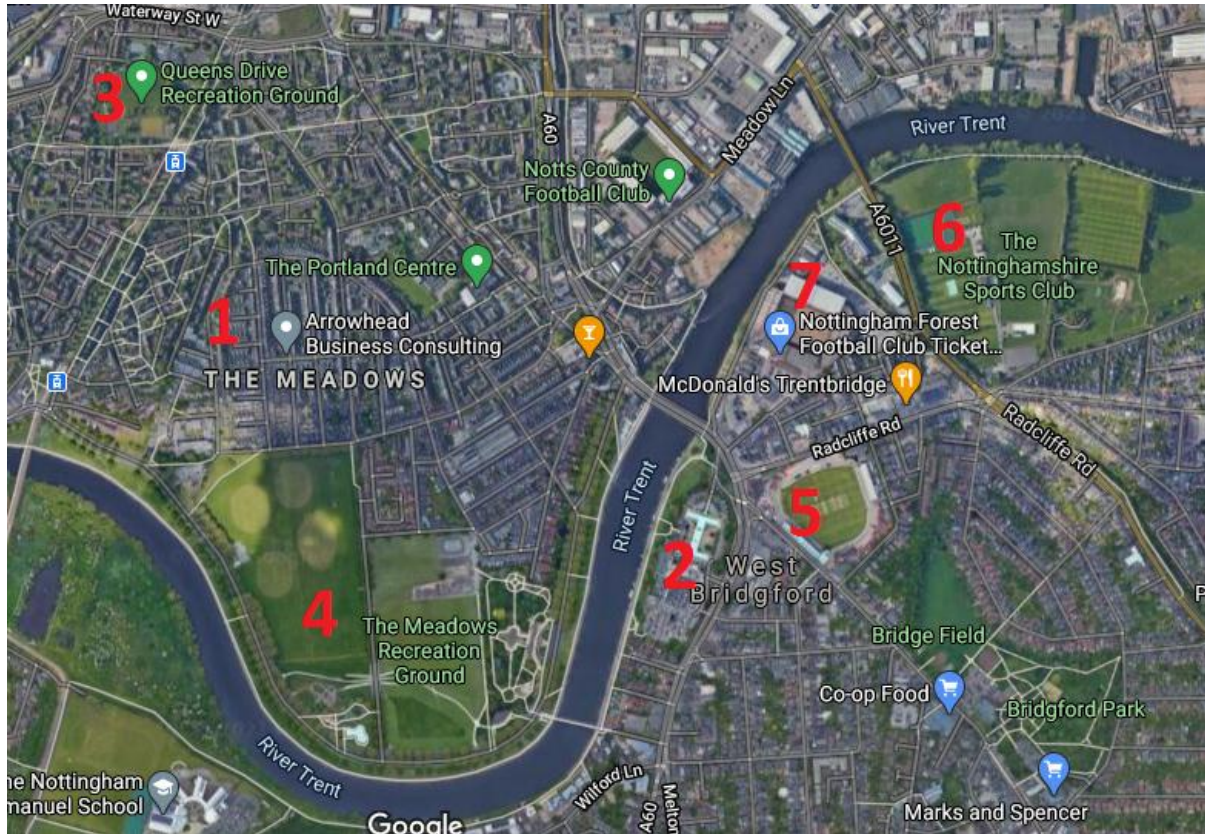 Waterway St W
3
Queens Drive
Recreation Ground
A60
Meadow Ln
River Trent
Notts County
Football Club
A6011
6
The
Nottinghamshire
Sports Club
The Portland Centre
7
1
Arrowhead
Business Consulting
THE MEADOWS
Nottingham Forest
Football Club Ticket...
McDonald's Trentbridge
Radcliffe Rd
Radcliffe Rd
River Trent
5
2
West
Bridgford
4
The Meadows
Recreation
Ground
P
Bridge Field
Co-op Food
Bridgford Park
River Trent
he Nottingham
manuel School
Wilford Ln
A60
Melton
Marks and Spencer
Google